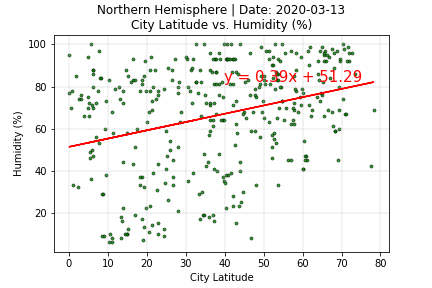 Northern Hemisphere | Date: 2020-03-13
City Latitude vs. Humidity (%)
y = 0.39x + 51.29
Humidity (%)
100
80
60
40
20
0 10 20 30 40 50 60 70 80
City Latitude